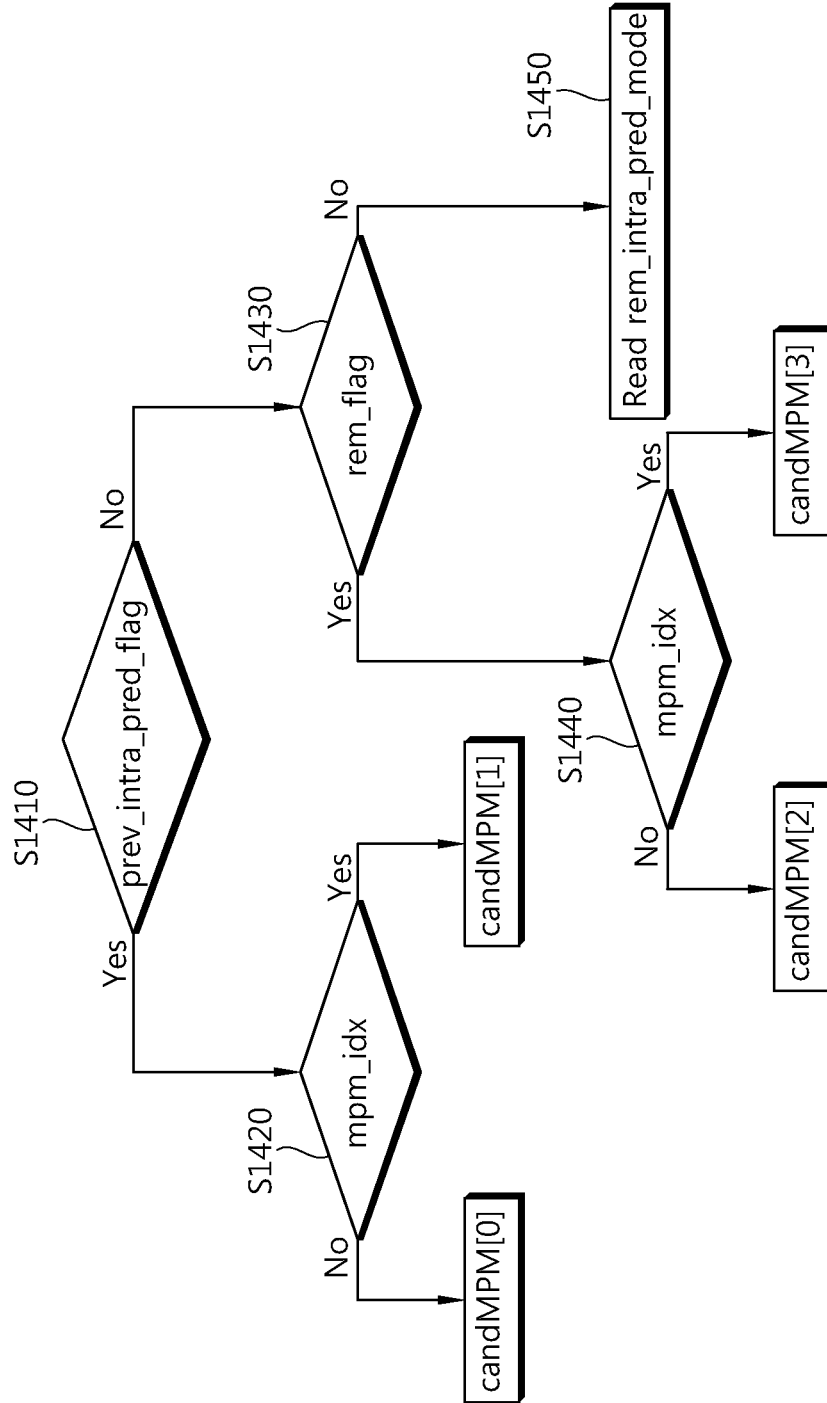 S1410
prev_intra_pred_flag
Yes
No
S1420
mpm_idx
No
Yes
candMPM[0]
candMPM[1]
S1430
rem_flag
Yes
No
S1440
mpm_idx
No
Yes
candMPM[2]
candMPM[3]
S1450
Read rem_intra_pred_mode